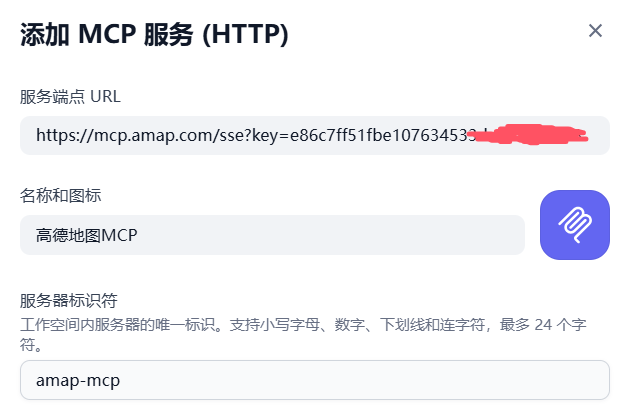 添加 MCP 服务 (HTTP)
服务端点 URL
https://mcp.amap.com/sse?key=e86c7ff51fbe10763453
名称和图标
高德地图MCP
服务器标识符
工作空间内服务器的唯一标识。支持小写字母、数字、下划线和连字符，最多 24 个字
符。
amap-mcp